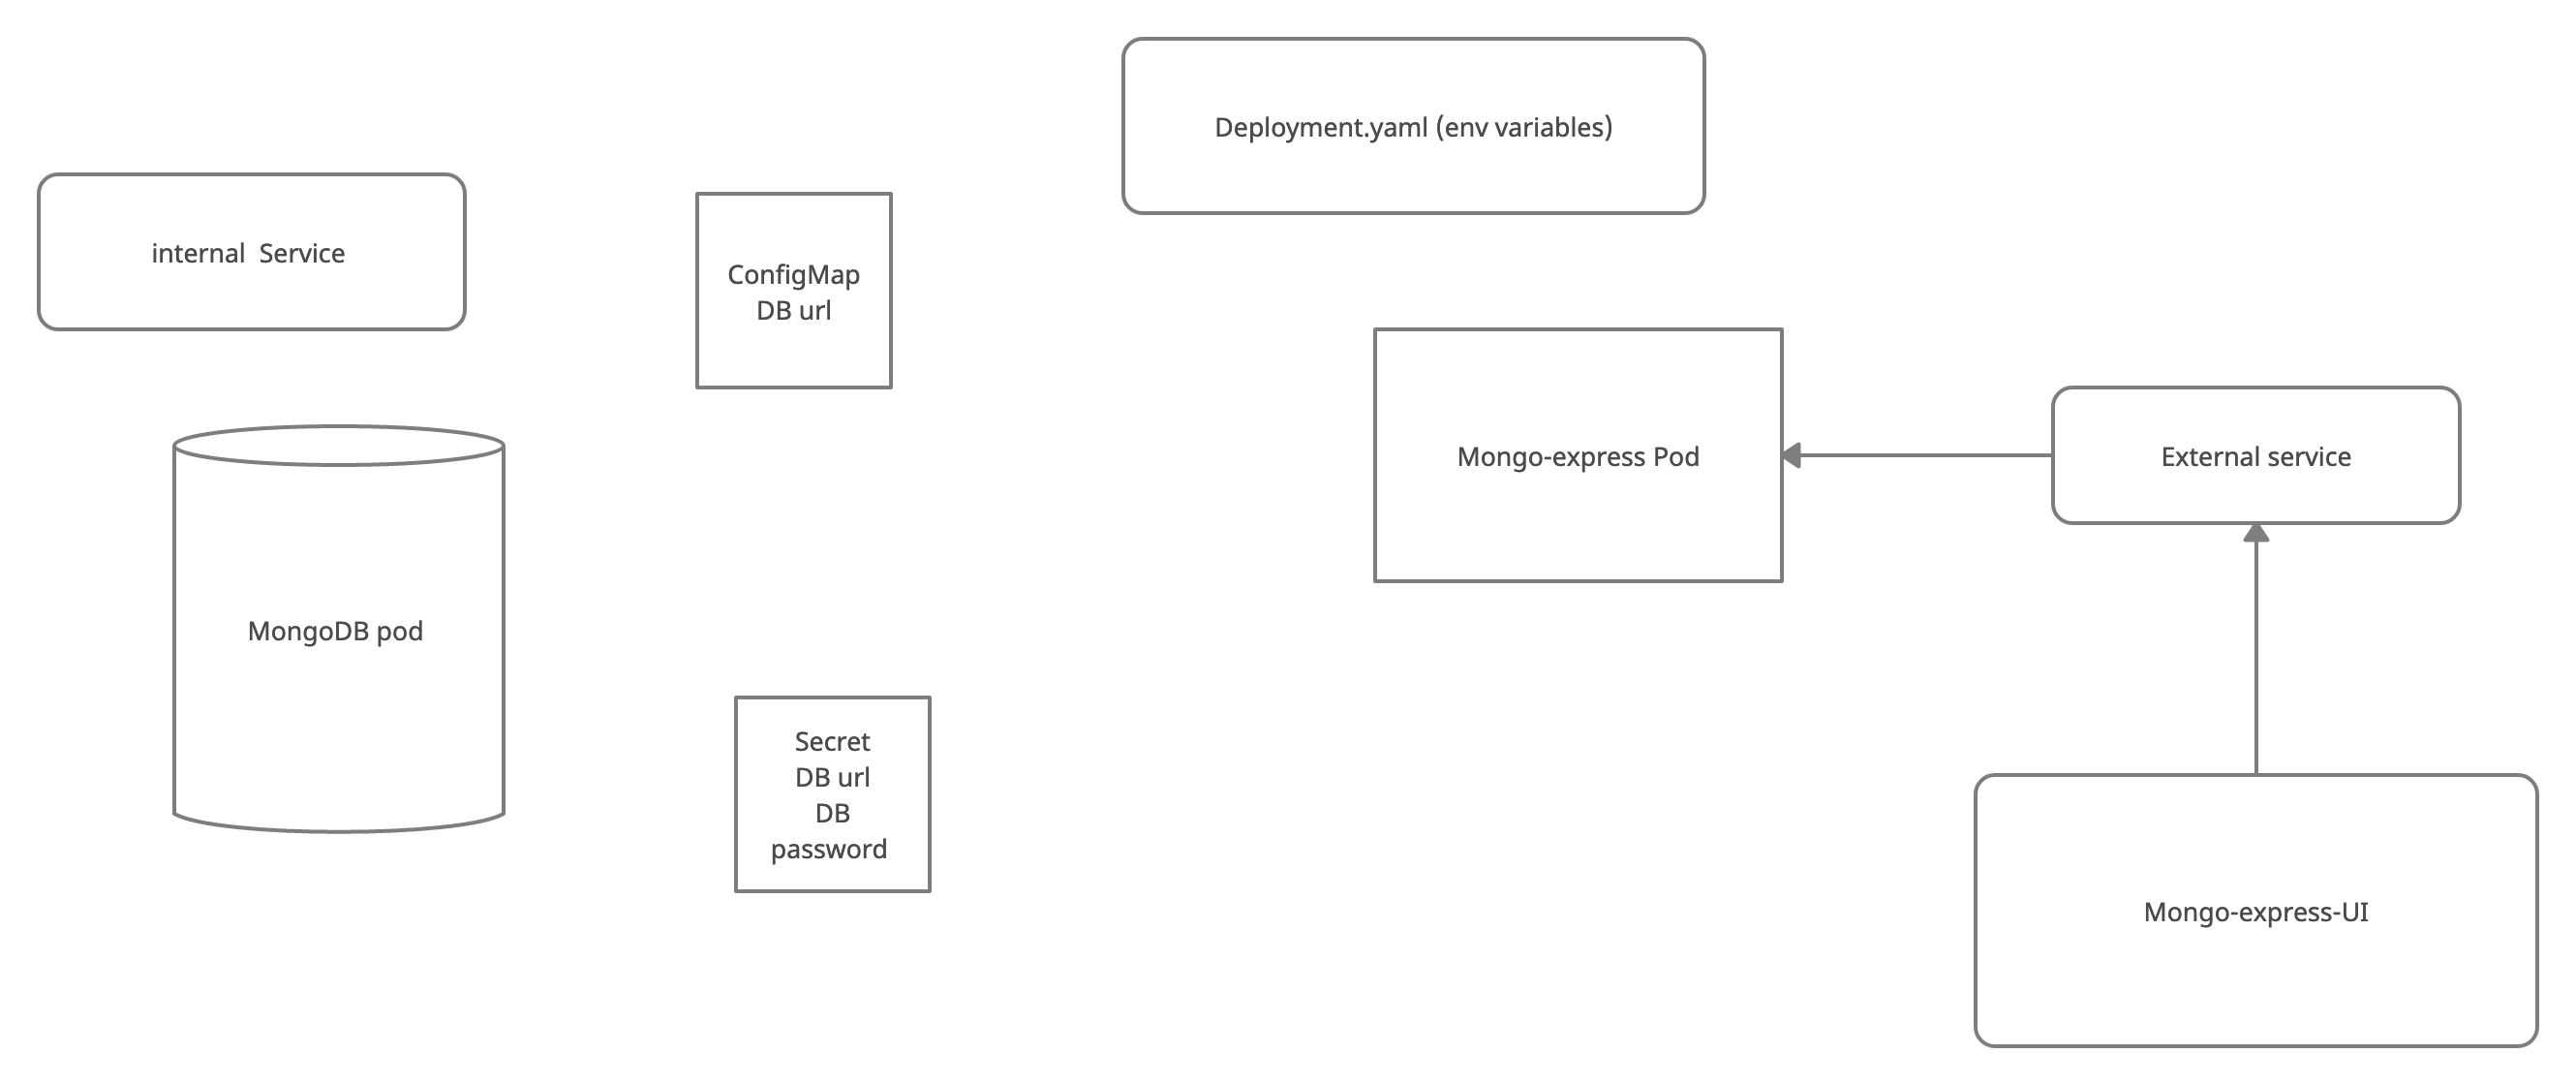 Deployment.yaml (env variables)
internal  Service
ConfigMap
DB url
Mongo-express Pod
External service
MongoDB pod
Secret
DB url
DB
password
Mongo-express-UI